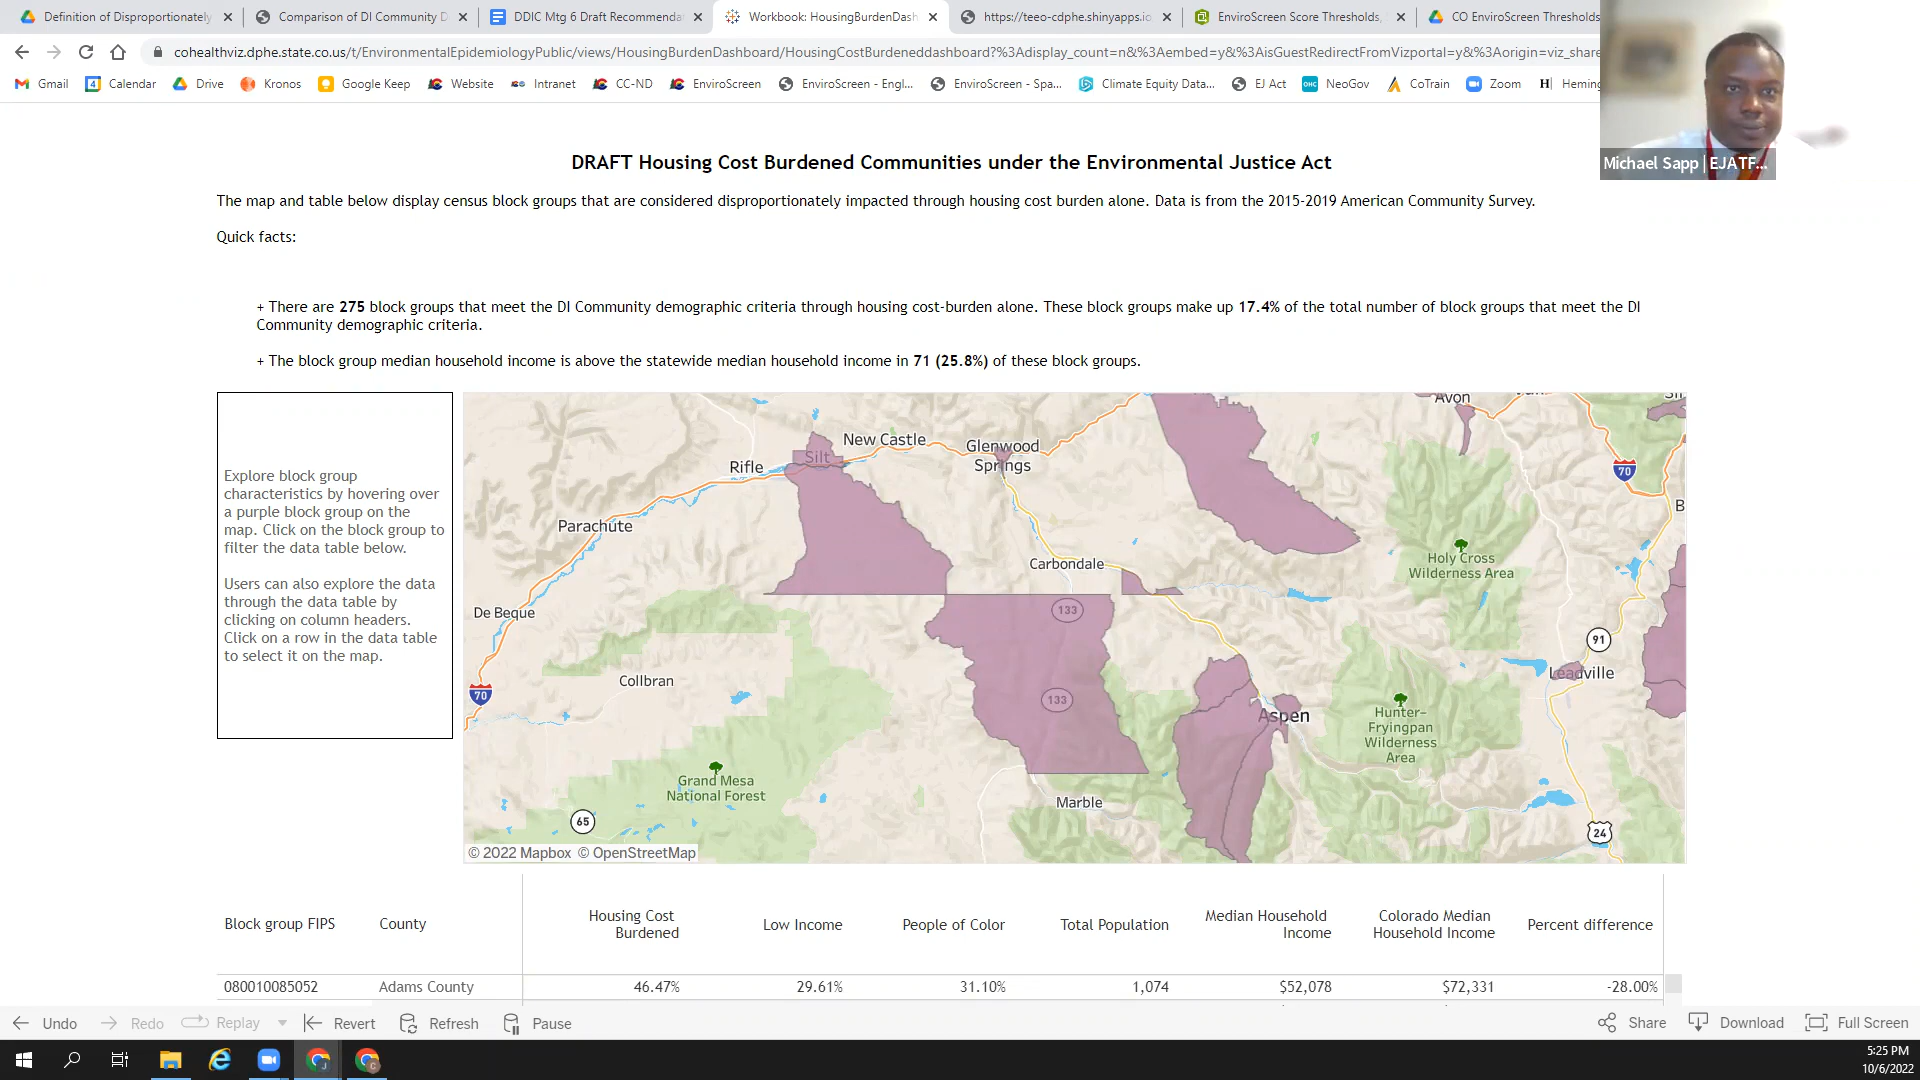 Definition of Disproportionately
Comparison of DI Community D
DDIC Mtg 6 Draft Recommenda
Workbook: HousingBurdenDash
https://teeo-cdphe.shinyapps.io
EnviroScreen Score Thresholds,
CO EnviroScreen Thresholds
cohealthviz.dphe.state.co.us/t/EnvironmentalEpidemiologyPublic/views/HousingBurdenDashboard/HousingCostBurdeneddashboard?%3Adisplay_count=n&%3Aembed=y&%3AisGuestRedirectFromVizportal=y&%3Aorigin=viz_share
Gmail Calendar Drive Kronos Google Keep Website Intranet CC-ND EnviroScreen EnviroScreen - Engl... EnviroScreen - Spa... Climate Equity Data... EJ Act NeoGov CoTrain Zoom Heming
Michael Sapp | EJATF...
DRAFT Housing Cost Burdened Communities under the Environmental Justice Act
The map and table below display census block groups that are considered disproportionately impacted through housing cost burden alone. Data is from the 2015-2019 American Community Survey.
Quick facts:
+ There are 275 block groups that meet the DI Community demographic criteria through housing cost-burden alone. These block groups make up 17.4% of the total number of block groups that meet the DI
Community demographic criteria.
+ The block group median household income is above the statewide median household income in 71 (25.8%) of these block groups.
Explore block group
characteristics by hovering over
a purple block group on the
map. Click on the block group to
filter the data table below.
Users can also explore the data
through the data table by
clicking on column headers.
Click on a row in the data table
to select it on the map.
Avon
New Castle
Glenwood
Springs
Silt
Rifle
70
Parachute
Carbondale
Holy Cross
Wilderness Area
De Beque
133
91
Collbran
Leadville
70
133
Aspen
Hunter-
Fryingpan
Wilderness
Area
Grand Mesa
National Forest
Marble
65
24
© 2022 Mapbox © OpenStreetMap
Block group FIPS County Housing Cost Burdened Low Income People of Color Total Population Median Household Income Colorado Median Household Income Percent difference
080010085052 Adams County 46.47% 29.61% 31.10% 1,074 $52,078 $72,331 -28.00%
Undo Redo Replay Revert Refresh Pause Share Download Full Screen
5:25 PM
10/6/2022